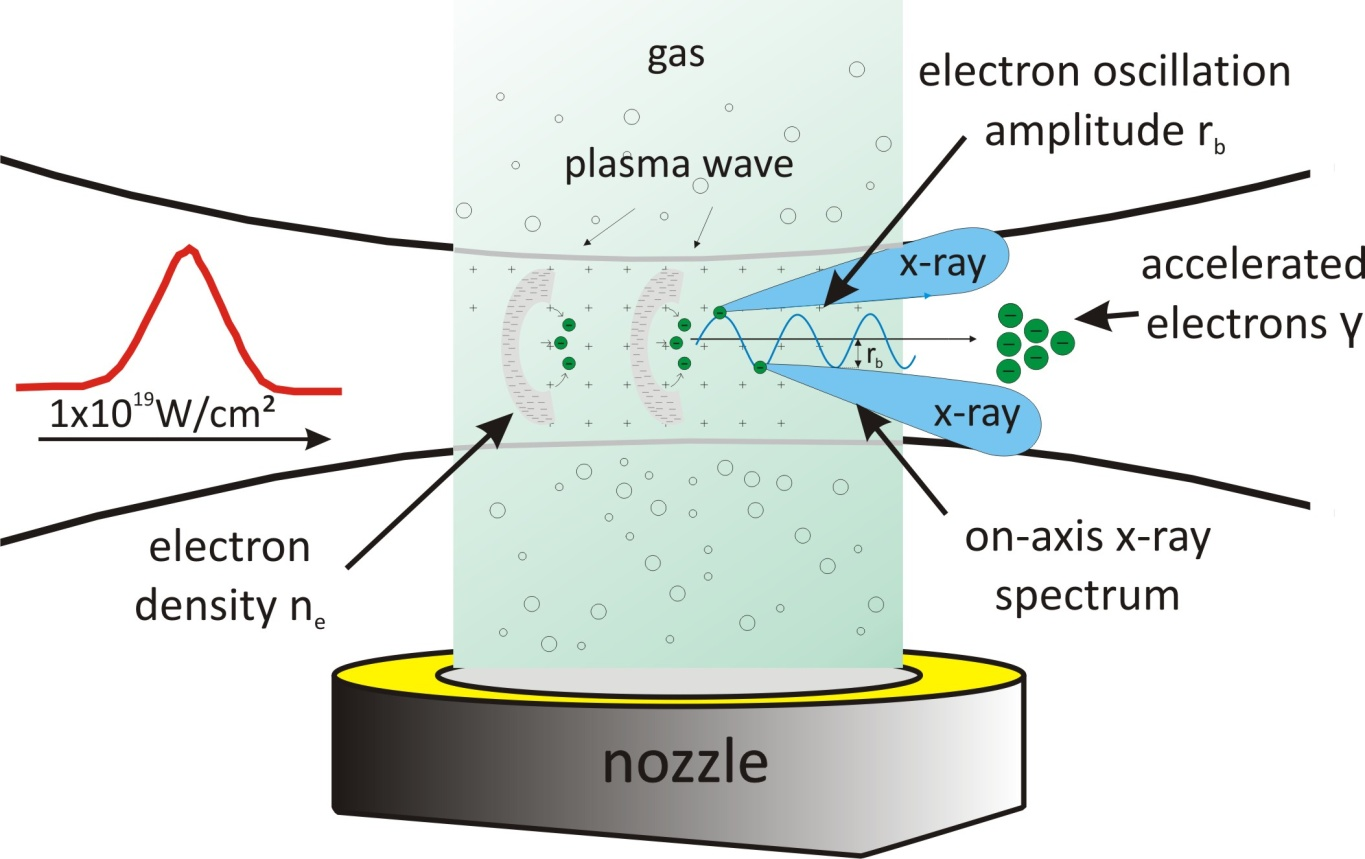 gas
electron oscillation
amplitude r_b
plasma wave
x-ray
accelerated
electrons γ
1x10^19W/cm²
r_b
x-ray
electron
density n_e
on-axis x-ray
spectrum
nozzle